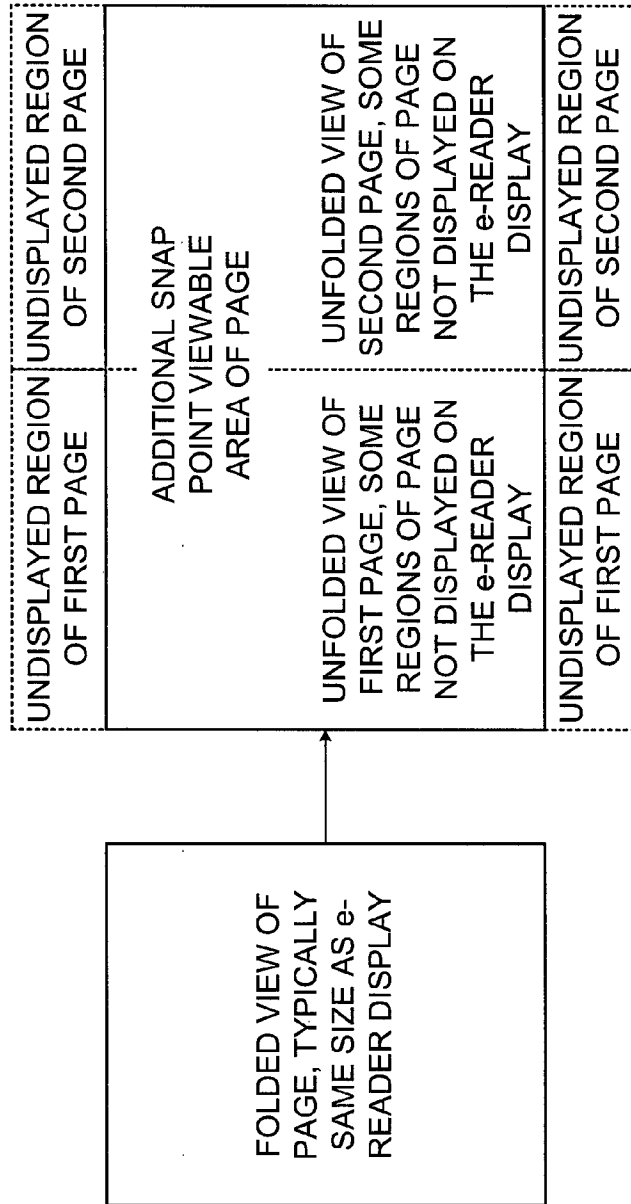 FOLDED VIEW OF
PAGE, TYPICALLY
SAME SIZE AS e-
READER DISPLAY
UNDISPLAYED REGION
OF FIRST PAGE
UNDISPLAYED REGION
OF SECOND PAGE
ADDITIONAL SNAP
POINT VIEWABLE
AREA OF PAGE
UNFOLDED VIEW OF
FIRST PAGE, SOME
REGIONS OF PAGE
NOT DISPLAYED ON
THE e-READER
DISPLAY
UNFOLDED VIEW OF
SECOND PAGE, SOME
REGIONS OF PAGE
NOT DISPLAYED ON
THE e-READER
DISPLAY
UNDISPLAYED REGION
OF FIRST PAGE
UNDISPLAYED REGION
OF SECOND PAGE